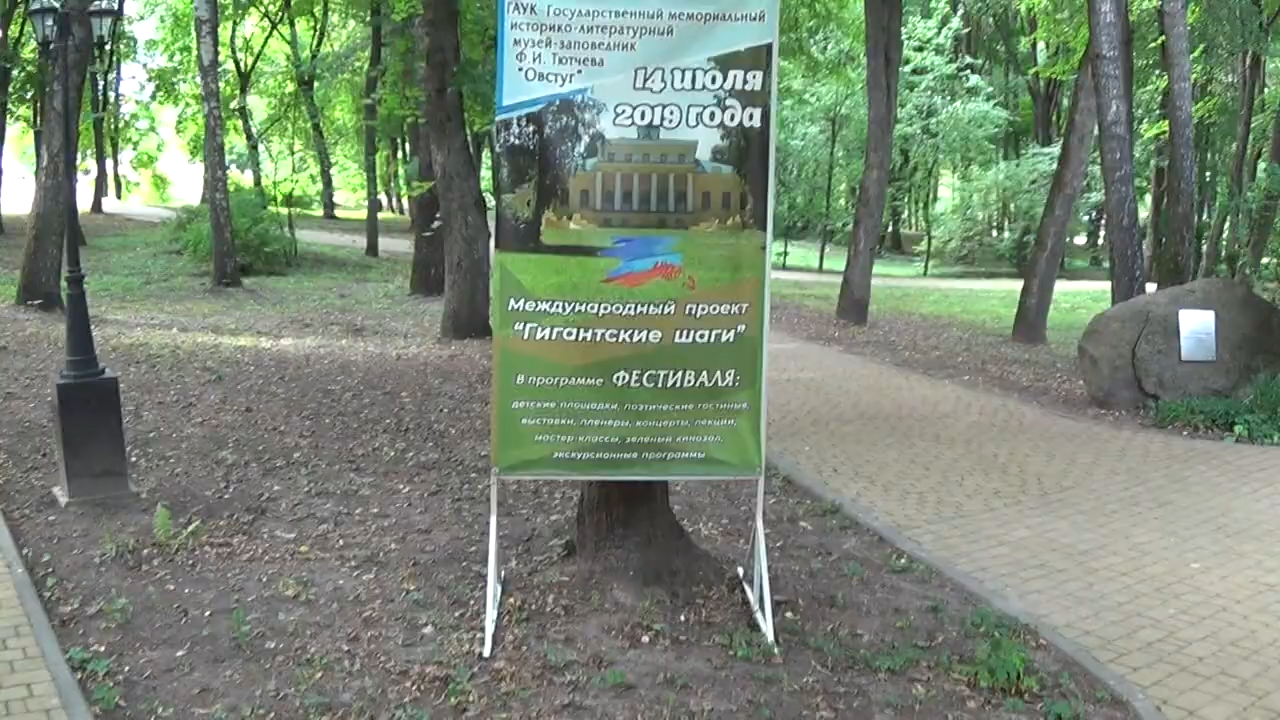 ГАУК Государственный мемориальный
историко-литературный
музей-заповедник
Ф.И. Тютчева
"Овстуг"
14 июля
2019 года
Международный проект
“Гигантские шаги”
В программе ФЕСТИВАЛЯ:
детские площадки, поэтические гостиные,
выставки, пленеры, концерты, лекции,
мастер-классы, зеленый кинозал,
экскурсионные программы